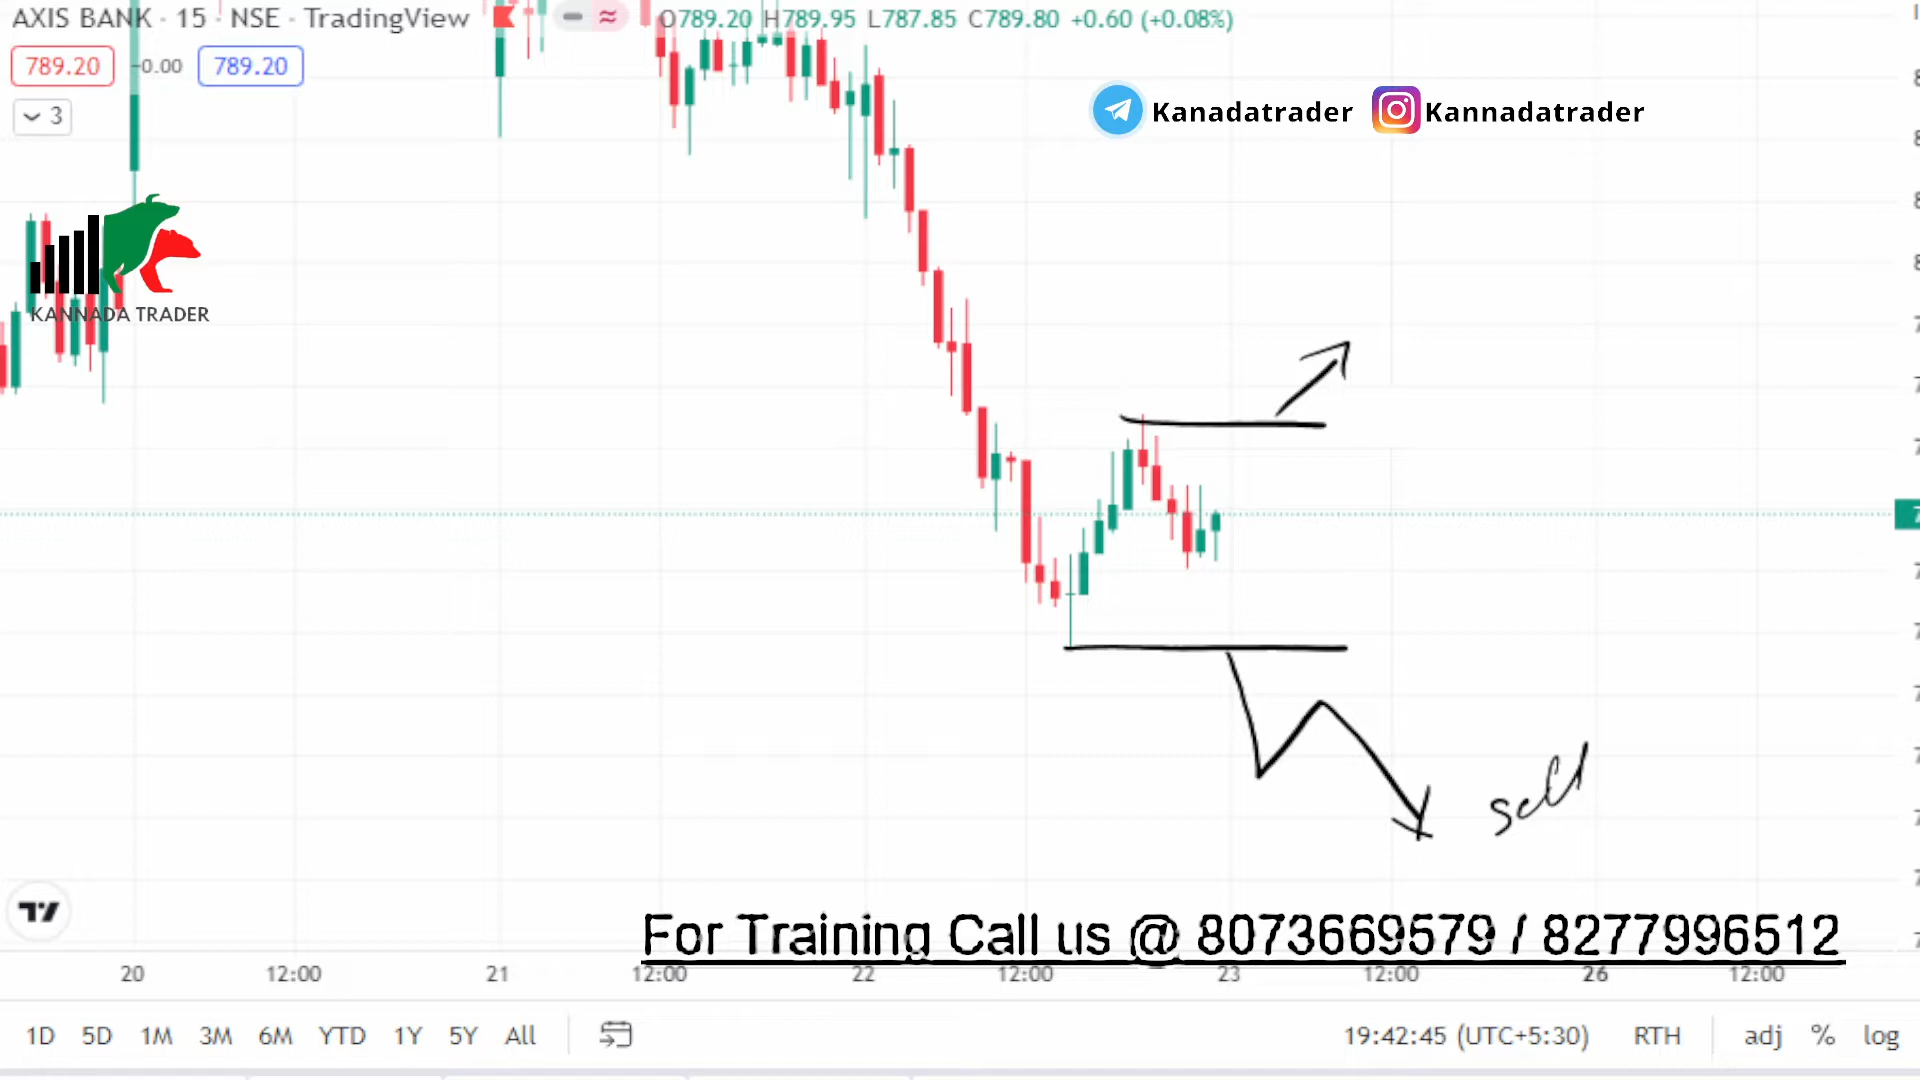 AXIS BANK · 15 · NSE · TradingView
O789.20 H789.95 L787.85 C789.80 +0.60 (+0.08%)
789.20 -0.00 789.20
3
Kanadatrader Kannadatrader
KANNADA TRADER
sell
For Training Call us @ 8073669579 / 8277996512
20 12:00 21 12:00 22 12:00 23 12:00 26 12:00
1D 5D 1M 3M 6M YTD 1Y 5Y All 19:42:45 (UTC+5:30) RTH adj % log